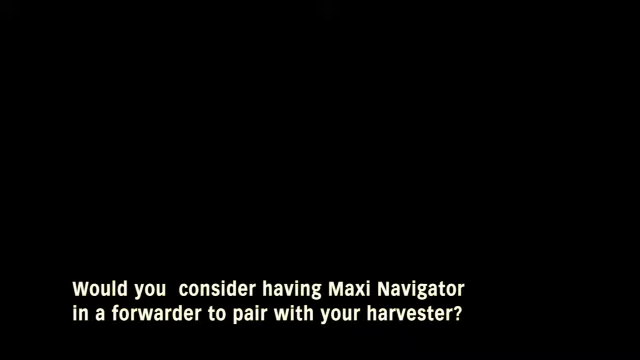 Would you  consider having Maxi Navigator
in a forwarder to pair with your harvester?